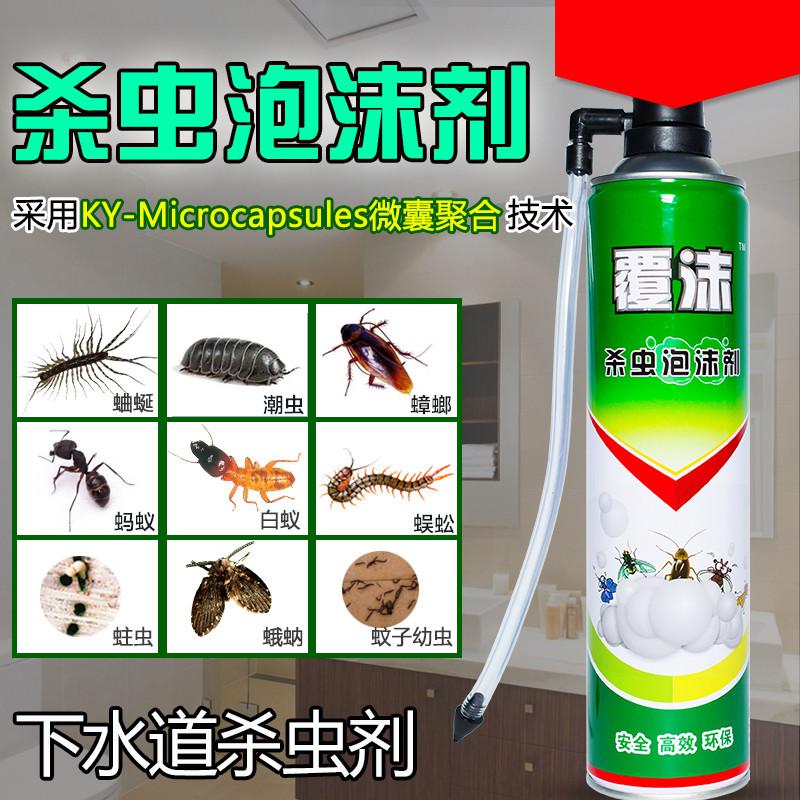 杀虫泡沫剂
采用KY-Microcapsules微囊聚合技术
蚰蜒
潮虫
蟑螂
蚂蚁
白蚁
蜈蚣
蛀虫
蛾蚋
蚊子幼虫
下水道杀虫剂
覆沫 TM
杀虫泡沫剂
安全 高效 环保